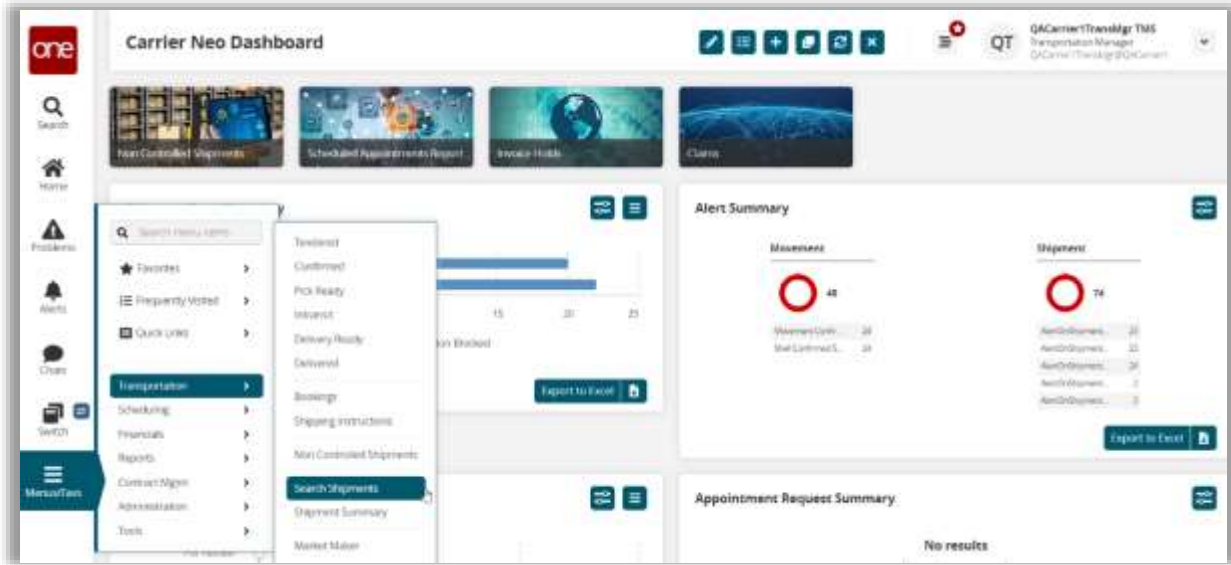 one
Carrier Neo Dashboard
QT
QACarrier1TransMgr TMS
Transportation Manager
Search
Home
Problems
Alerts
Chats
Switch
Menus/Favs
Non Controlled Shipments
Scheduled Appointments Report
Invoice Holds
Claims
Search menu items
Favorites
Frequently Visited
Quick Links
Transportation
Scheduling
Financials
Reports
Contract Mgmt
Administration
Tools
Tendered
Confirmed
Pick Ready
Intransit
Delivery Ready
Delivered
Bookings
Shipping Instructions
Non Controlled Shipments
Search Shipments
Shipment Summary
Market Maker
y
15 20 25
Export to Excel
Alert Summary
Movement
48
Shipment
74
Export to Excel
Appointment Request Summary
No results